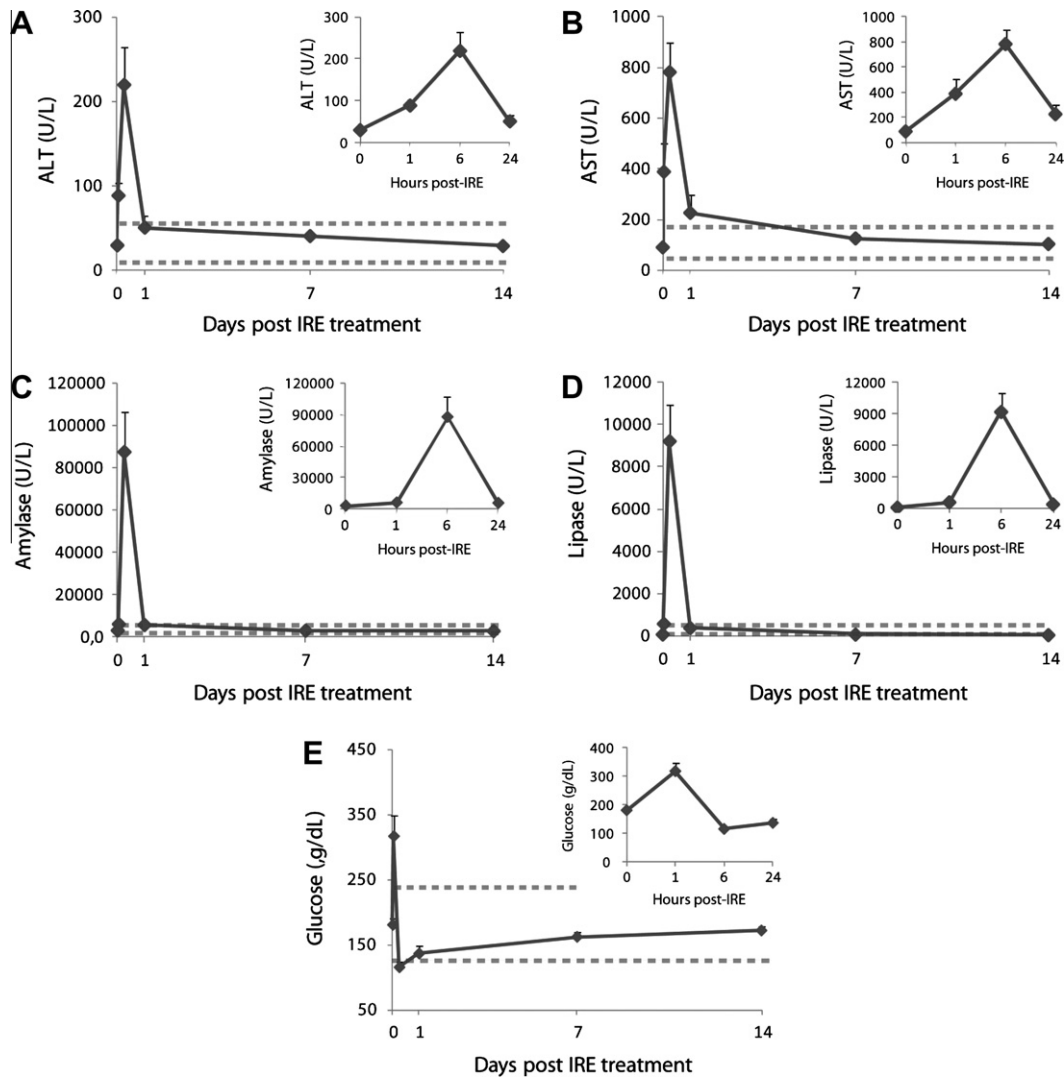 A
ALT (U/L)
300
200
100
0
0 1 7 14
Days post IRE treatment
ALT (U/L)
300
200
100
0
0 1 6 24
Hours post-IRE
B
AST (U/L)
1000
800
600
400
200
0
0 1 7 14
Days post IRE treatment
AST (U/L)
1000
800
600
400
200
0
0 1 6 24
Hours post-IRE
C
Amylase (U/L)
120000
100000
80000
60000
40000
20000
0,0
0 1 7 14
Days post IRE treatment
Amylase (U/L)
120000
90000
60000
30000
0
0 1 6 24
Hours post-IRE
D
Lipase (U/L)
12000
10000
8000
6000
4000
2000
0
0 1 7 14
Days post IRE treatment
Lipase (U/L)
12000
9000
6000
3000
0
0 1 6 24
Hours post-IRE
E
Glucose (,g/dL)
450
350
250
150
50
0 1 7 14
Days post IRE treatment
Glucose (g/dL)
400
300
200
100
0
0 1 6 24
Hours post-IRE